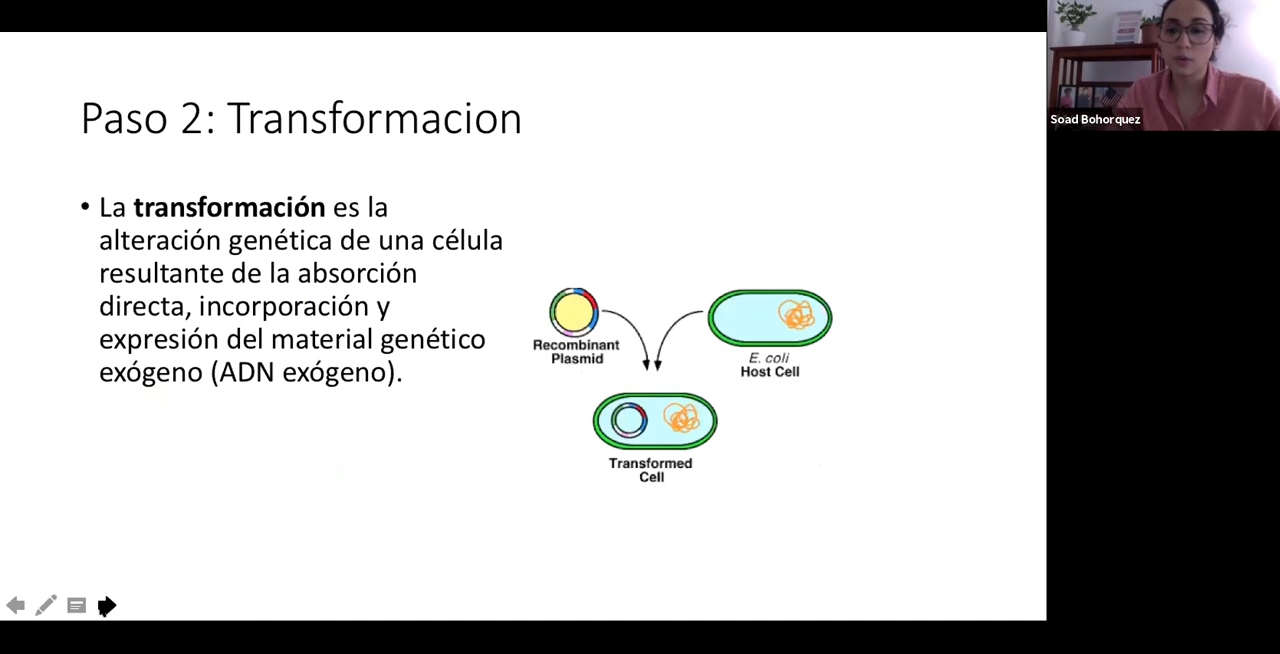 Paso 2: Transformacion
• La transformación es la
alteración genética de una célula
resultante de la absorción
directa, incorporación y
expresión del material genético
exógeno (ADN exógeno).
Recombinant
Plasmid
E. coli
Host Cell
Transformed
Cell
Soad Bohorquez